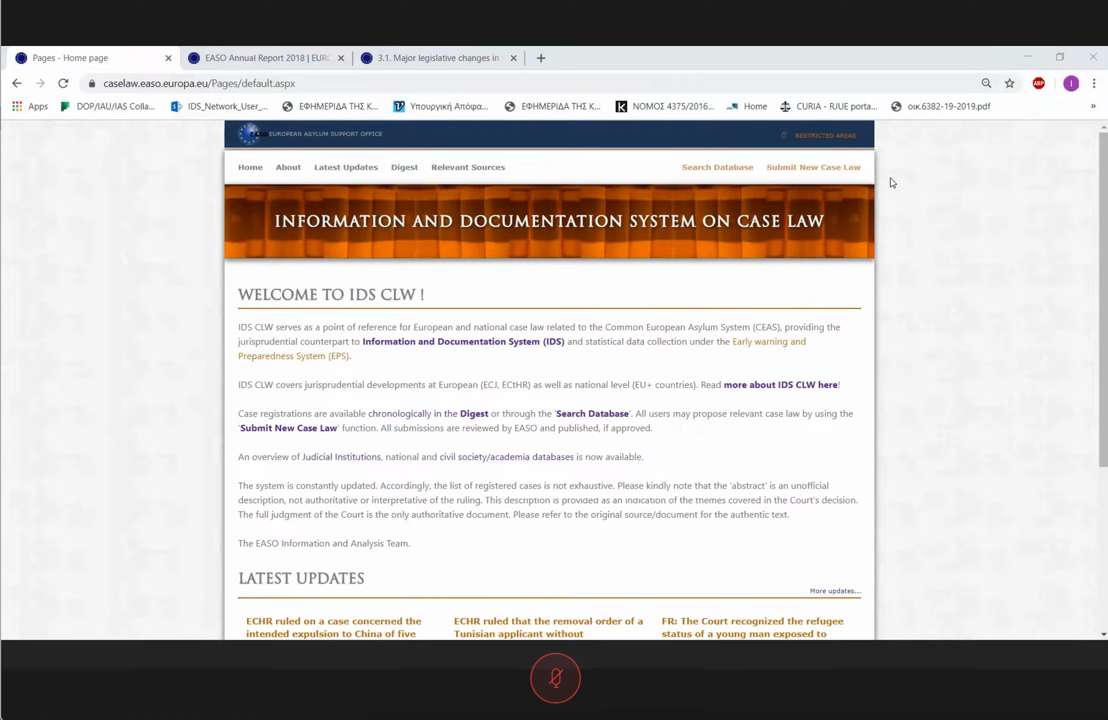 Pages - Home page
EASO Annual Report 2018 | EURO
3.1. Major legislative changes in
caselaw.easo.europa.eu/Pages/default.aspx
Apps
DOP/IAU/IAS Colla...
IDS_Network_User_...
ΕΦΗΜΕΡΙΔΑ ΤΗΣ Κ...
Υπουργική Απόφα...
ΕΦΗΜΕΡΙΔΑ ΤΗΣ Κ...
ΝΟΜΟΣ 4375/2016...
Home
CURIA - RJUE porta...
οικ.6382-19-2019.pdf
EUROPEAN ASYLUM SUPPORT OFFICE
RESTRICTED AREAS
Home
About
Latest Updates
Digest
Relevant Sources
Search Database
Submit New Case Law
INFORMATION AND DOCUMENTATION SYSTEM ON CASE LAW
WELCOME TO IDS CLW !
IDS CLW serves as a point of reference for European and national case law related to the Common European Asylum System (CEAS), providing the
jurisprudential counterpart to Information and Documentation System (IDS) and statistical data collection under the Early warning and
Preparedness System (EPS).
IDS CLW covers jurisprudential developments at European (ECJ, ECtHR) as well as national level (EU+ countries). Read more about IDS CLW here!
Case registrations are available chronologically in the Digest or through the 'Search Database'. All users may propose relevant case law by using the
'Submit New Case Law' function. All submissions are reviewed by EASO and published, if approved.
An overview of Judicial Institutions, national and civil society/academia databases is now available.
The system is constantly updated. Accordingly, the list of registered cases is not exhaustive. Please kindly note that the 'abstract' is an unofficial
description, not authoritative or interpretative of the ruling. This description is provided as an indication of the themes covered in the Court's decision.
The full judgment of the Court is the only authoritative document. Please refer to the original source/document for the authentic text.
The EASO Information and Analysis Team.
LATEST UPDATES
More updates...
ECHR ruled on a case concerned the
intended expulsion to China of five
ECHR ruled that the removal order of a
Tunisian applicant without
FR: The Court recognized the refugee
status of a young man exposed to